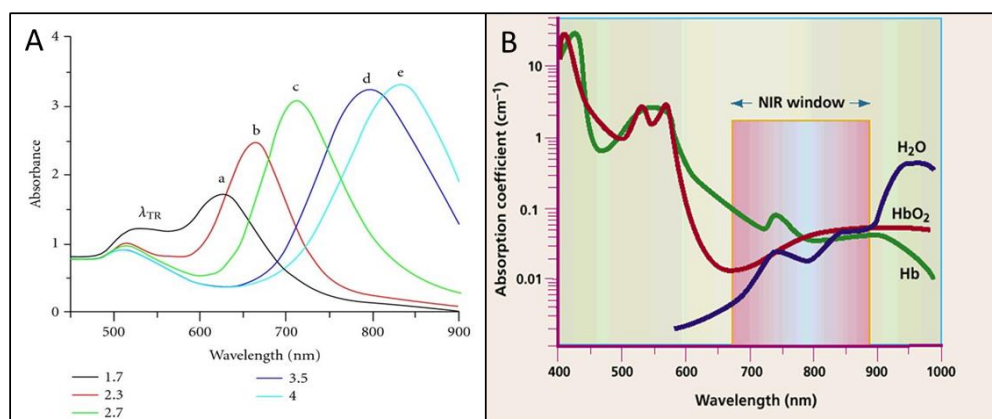 A
4
3
2
1
0
Absorbance
λTR
a
b
c
d
e
500
600
700
800
900
Wavelength (nm)
1.7
2.3
2.7
3.5
4
B
10
1
0.1
0.01
Absorption coefficient (cm⁻¹)
NIR window
H₂O
HbO₂
Hb
400
500
600
700
800
900
1000
Wavelength (nm)